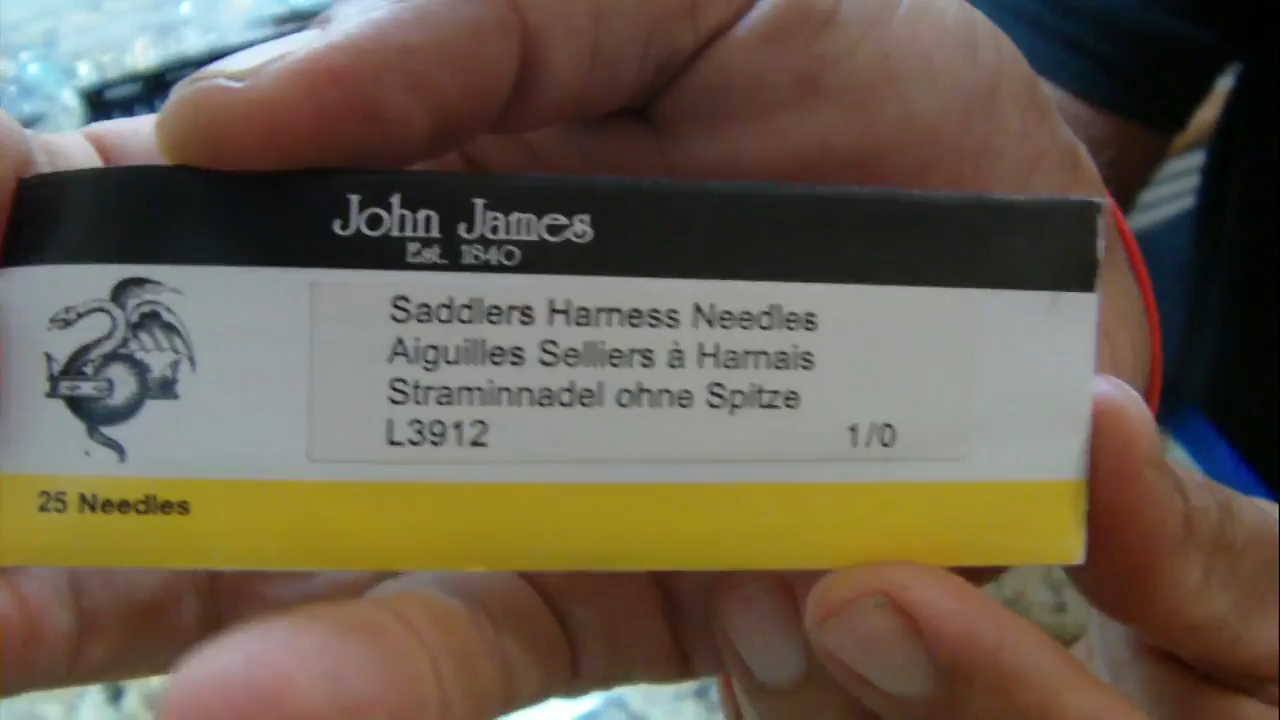 John James
Est. 1840
Saddlers Harness Needles
Aiguilles Selliers à Harnais
Straminnadel ohne Spitze
L3912 1/0
25 Needles